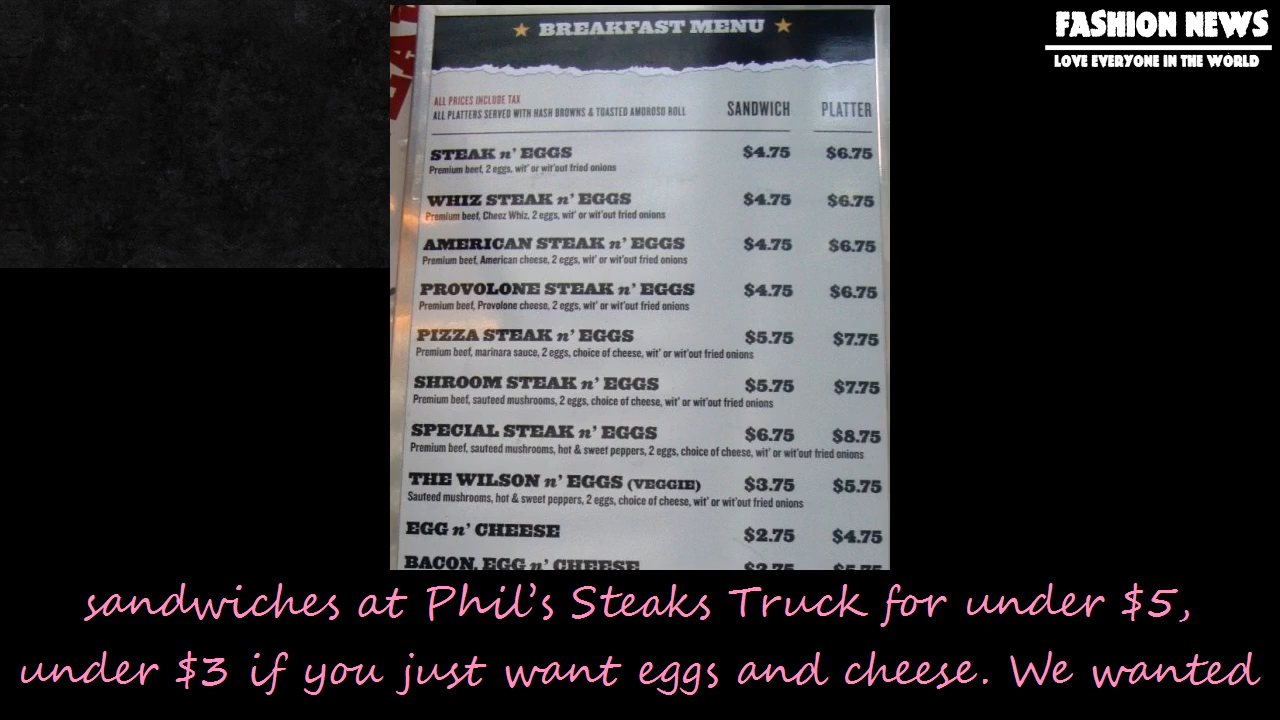 FASHION NEWS
LOVE EVERYONE IN THE WORLD
★ BREAKFAST MENU ★
ALL PRICES INCLUDE TAX
ALL PLATTERS SERVED WITH HASH BROWNS & TOASTED AMOROSO ROLL SANDWICH PLATTER
STEAK n' EGGS $4.75 $6.75
Premium beef, 2 eggs, wit' or wit'out fried onions
WHIZ STEAK n' EGGS $4.75 $6.75
Premium beef, Cheez Whiz, 2 eggs, wit' or wit'out fried onions
AMERICAN STEAK n' EGGS $4.75 $6.75
Premium beef, American cheese, 2 eggs, wit' or wit'out fried onions
PROVOLONE STEAK n' EGGS $4.75 $6.75
Premium beef, Provolone cheese, 2 eggs, wit' or wit'out fried onions
PIZZA STEAK n' EGGS $5.75 $7.75
Premium beef, marinara sauce, 2 eggs, choice of cheese, wit' or wit'out fried onions
SHROOM STEAK n' EGGS $5.75 $7.75
Premium beef, sauteed mushrooms, 2 eggs, choice of cheese, wit' or wit'out fried onions
SPECIAL STEAK n' EGGS $6.75 $8.75
Premium beef, sauteed mushrooms, hot & sweet peppers, 2 eggs, choice of cheese, wit' or wit'out fried onions
THE WILSON n' EGGS (VEGGIE) $3.75 $5.75
Sauteed mushrooms, hot & sweet peppers, 2 eggs, choice of cheese, wit' or wit'out fried onions
EGG n' CHEESE $2.75 $4.75
BACON, EGG n' CHEESE
sandwiches at Phil's Steaks Truck for under $5,
under $3 if you just want eggs and cheese. We wanted